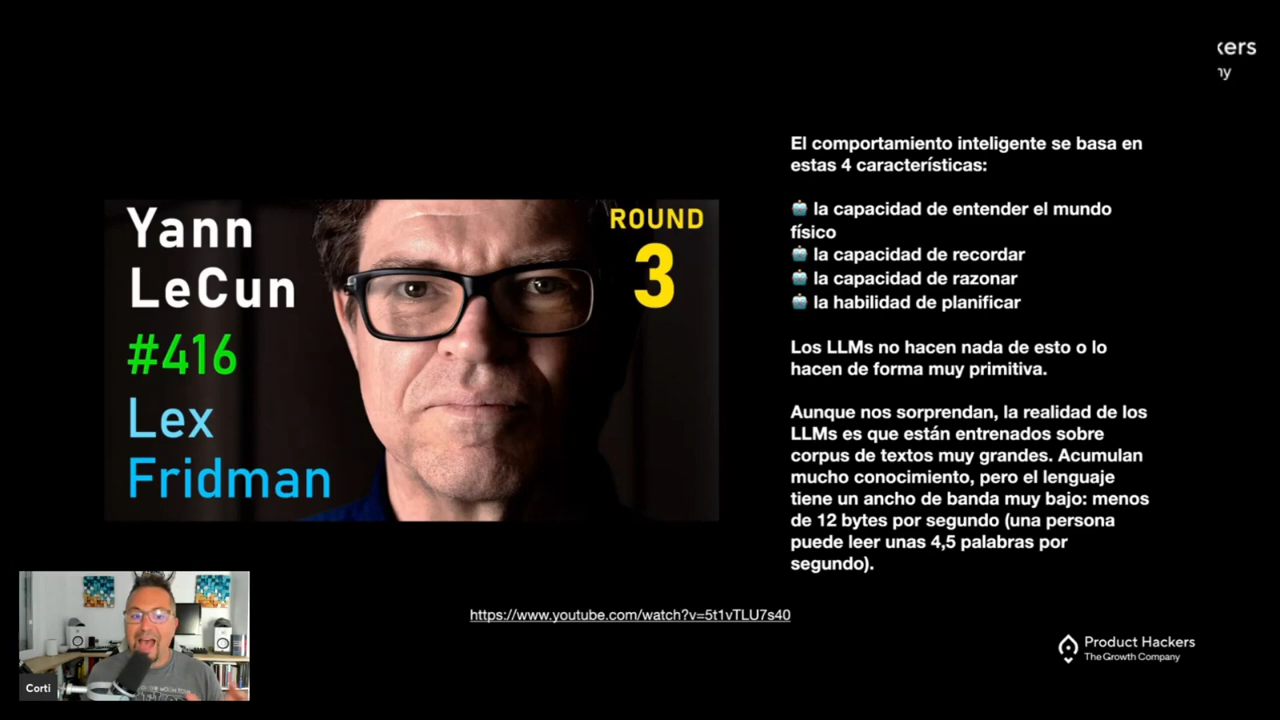 kers
ny
El comportamiento inteligente se basa en
estas 4 características:
🤖 la capacidad de entender el mundo
físico
🤖 la capacidad de recordar
🤖 la capacidad de razonar
🤖 la habilidad de planificar
Los LLMs no hacen nada de esto o lo
hacen de forma muy primitiva.
Aunque nos sorprendan, la realidad de los
LLMs es que están entrenados sobre
corpus de textos muy grandes. Acumulan
mucho conocimiento, pero el lenguaje
tiene un ancho de banda muy bajo: menos
de 12 bytes por segundo (una persona
puede leer unas 4,5 palabras por
segundo).
Yann
LeCun
#416
Lex
Fridman
ROUND
3
https://www.youtube.com/watch?v=5t1vTLU7s40
Product Hackers
The Growth Company
Corti